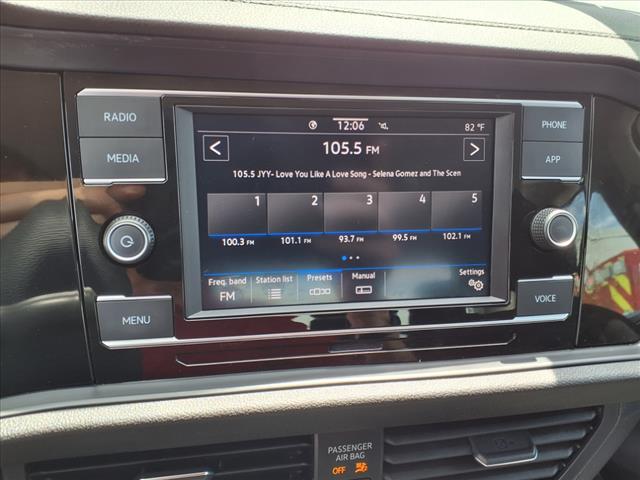 RADIO
MEDIA
MENU
12:06
82 °F
105.5 FM
105.5 JYY- Love You Like A Love Song - Selena Gomez and The Scen
1 2 3 4 5
100.3 FM 101.1 FM 93.7 FM 99.5 FM 102.1 FM
Freq. band Station list Presets Manual Settings
FM
PHONE
APP
VOICE
PASSENGER
AIR BAG
OFF